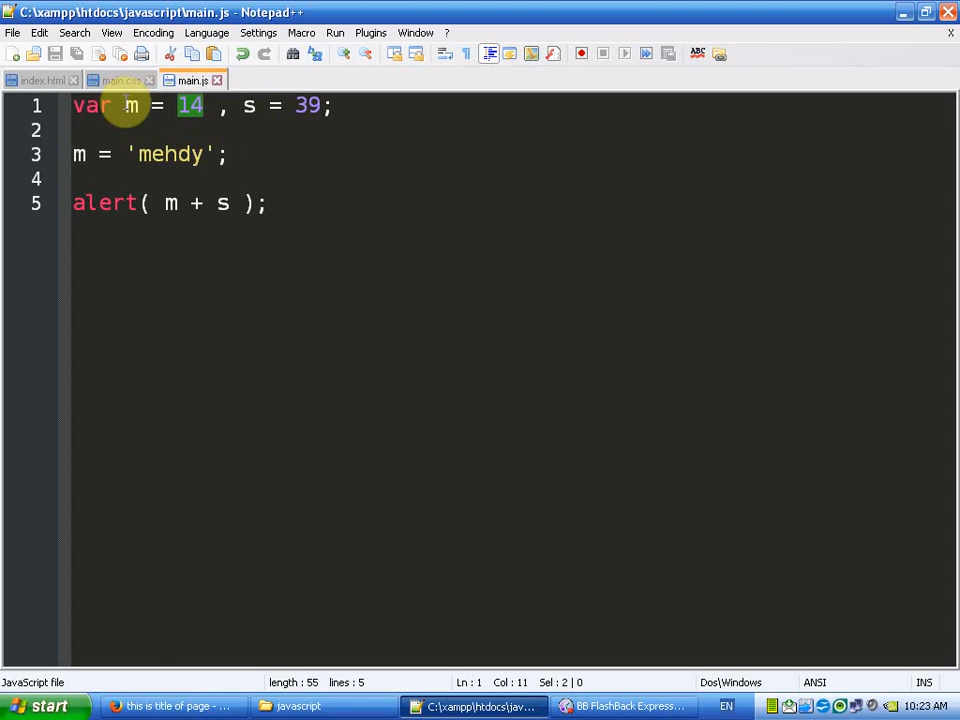 C:\xampp\htdocs\javascript\main.js - Notepad++
File Edit Search View Encoding Language Settings Macro Run Plugins Window ? X
index.html main.css main.js
1 var m = 14 , s = 39;
2
3 m = 'mehdy';
4
5 alert( m + s );
JavaScript file length : 55 lines : 5 Ln : 1 Col : 11 Sel : 2 | 0 Dos\Windows ANSI INS
start this is title of page - ... javascript C:\xampp\htdocs\jav... BB FlashBack Express... EN 10:23 AM